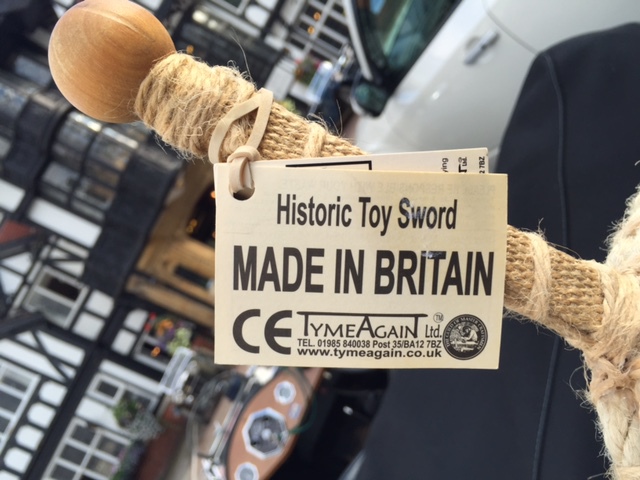 Historic Toy Sword
MADE IN BRITAIN
CE TYMEAGAIN Ltd. TM
TEL. 01985 840038 Post 35/BA12 7BZ
www.tymeagain.co.uk